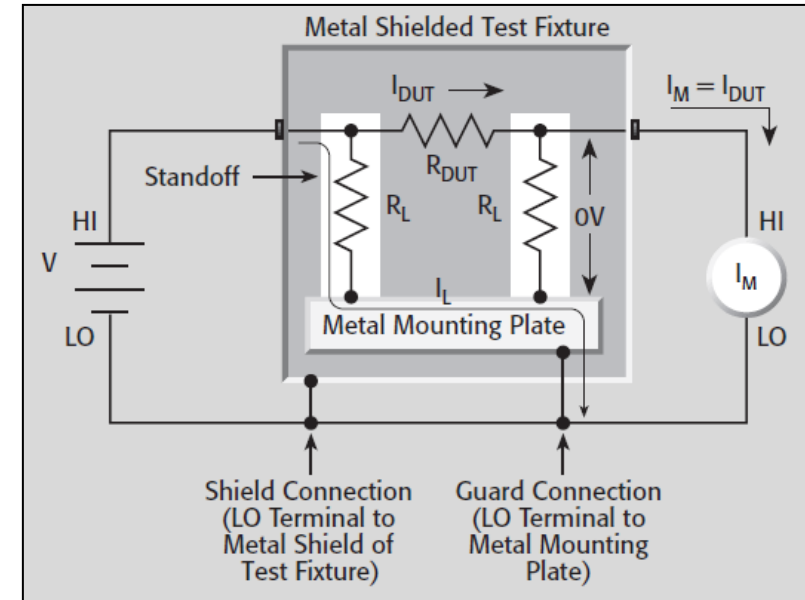 Metal Shielded Test Fixture
IDUT
IM = IDUT
Standoff
RDUT
RL
RL
0V
HI
V
LO
HI
IM
LO
IL
Metal Mounting Plate
Shield Connection
(LO Terminal to
Metal Shield of
Test Fixture)
Guard Connection
(LO Terminal to
Metal Mounting
Plate)